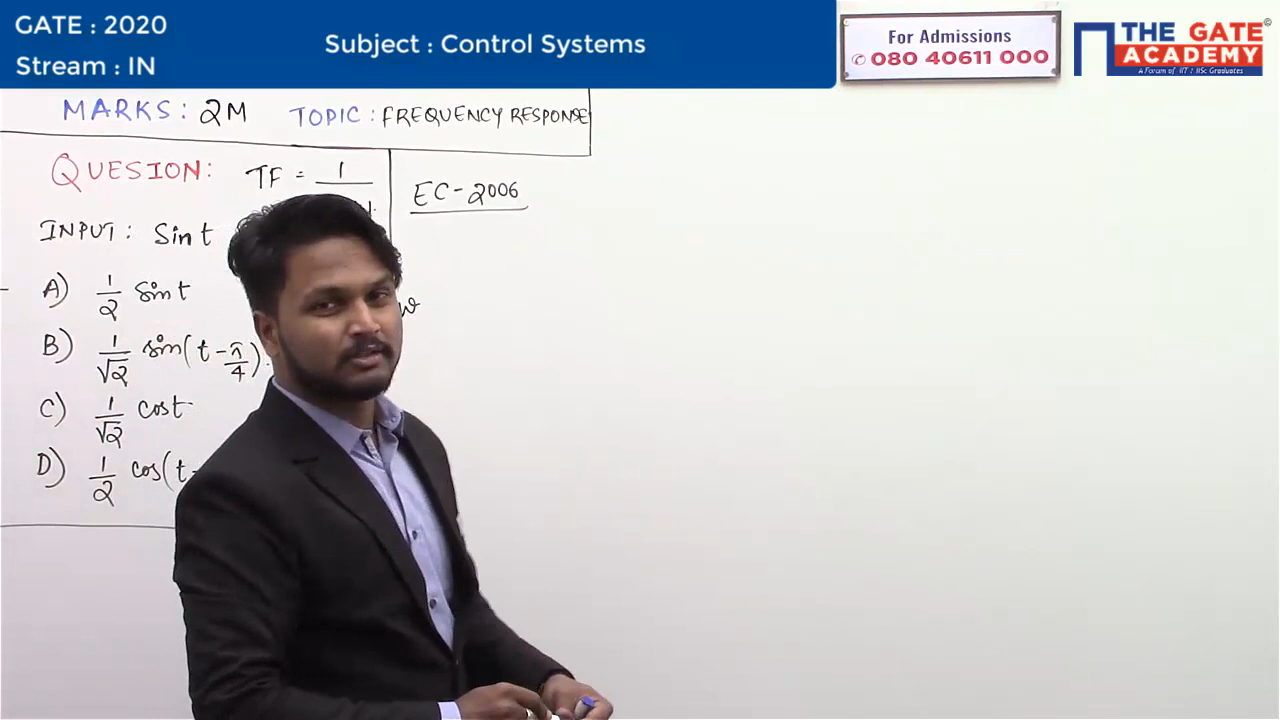 GATE : 2020
Stream : IN
Subject : Control Systems
For Admissions
080 40611 000
THE GATE
ACADEMY
©
A Forum of IIT / IISc Graduates
MARKS: 2M TOPIC: FREQUENCY RESPONSE
QUESION: TF = 1
EC-2006
INPUT: Sin t
A) 1/2 Sin t
B) 1/√2 sin(t - π/4).
C) 1/√2 cost
D) 1/2 cos(t -
w